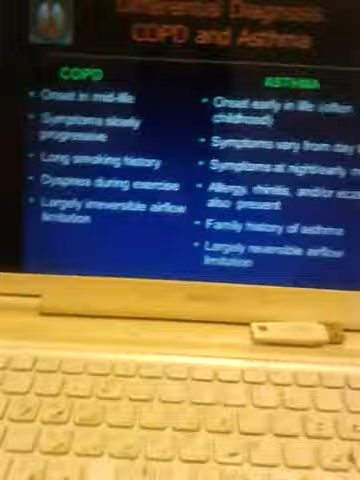 Differential Diagnosis:
COPD and Asthma
COPD
Onset in mid-life
Symptoms slowly
progressive
Long smoking history
Dyspnea during exercise
Largely irreversible airflow
limitation
ASTHMA
Onset early in life (often
childhood)
Symptoms vary from day
Symptoms at night/early
Allergy, rhinitis, and/or
also present
Family history of asthma
Largely reversible airflow
limitation